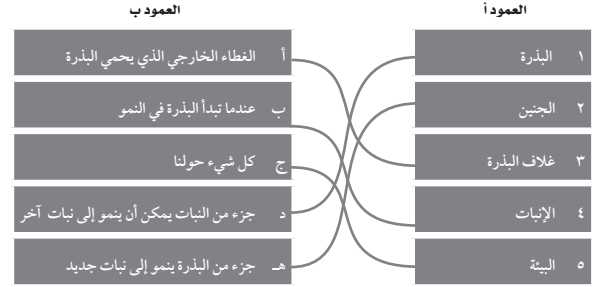 العمود أ
١ البذرة
٢ الجنين
٣ غلاف البذرة
٤ الإنبات
٥ البيئة
العمود ب
أ الغطاء الخارجي الذي يحمي البذرة
ب عندما تبدأ البذرة في النمو
ج كل شيء حولنا
د جزء من النبات يمكن أن ينمو إلى نبات آخر
هـ جزء من البذرة ينمو إلى نبات جديد